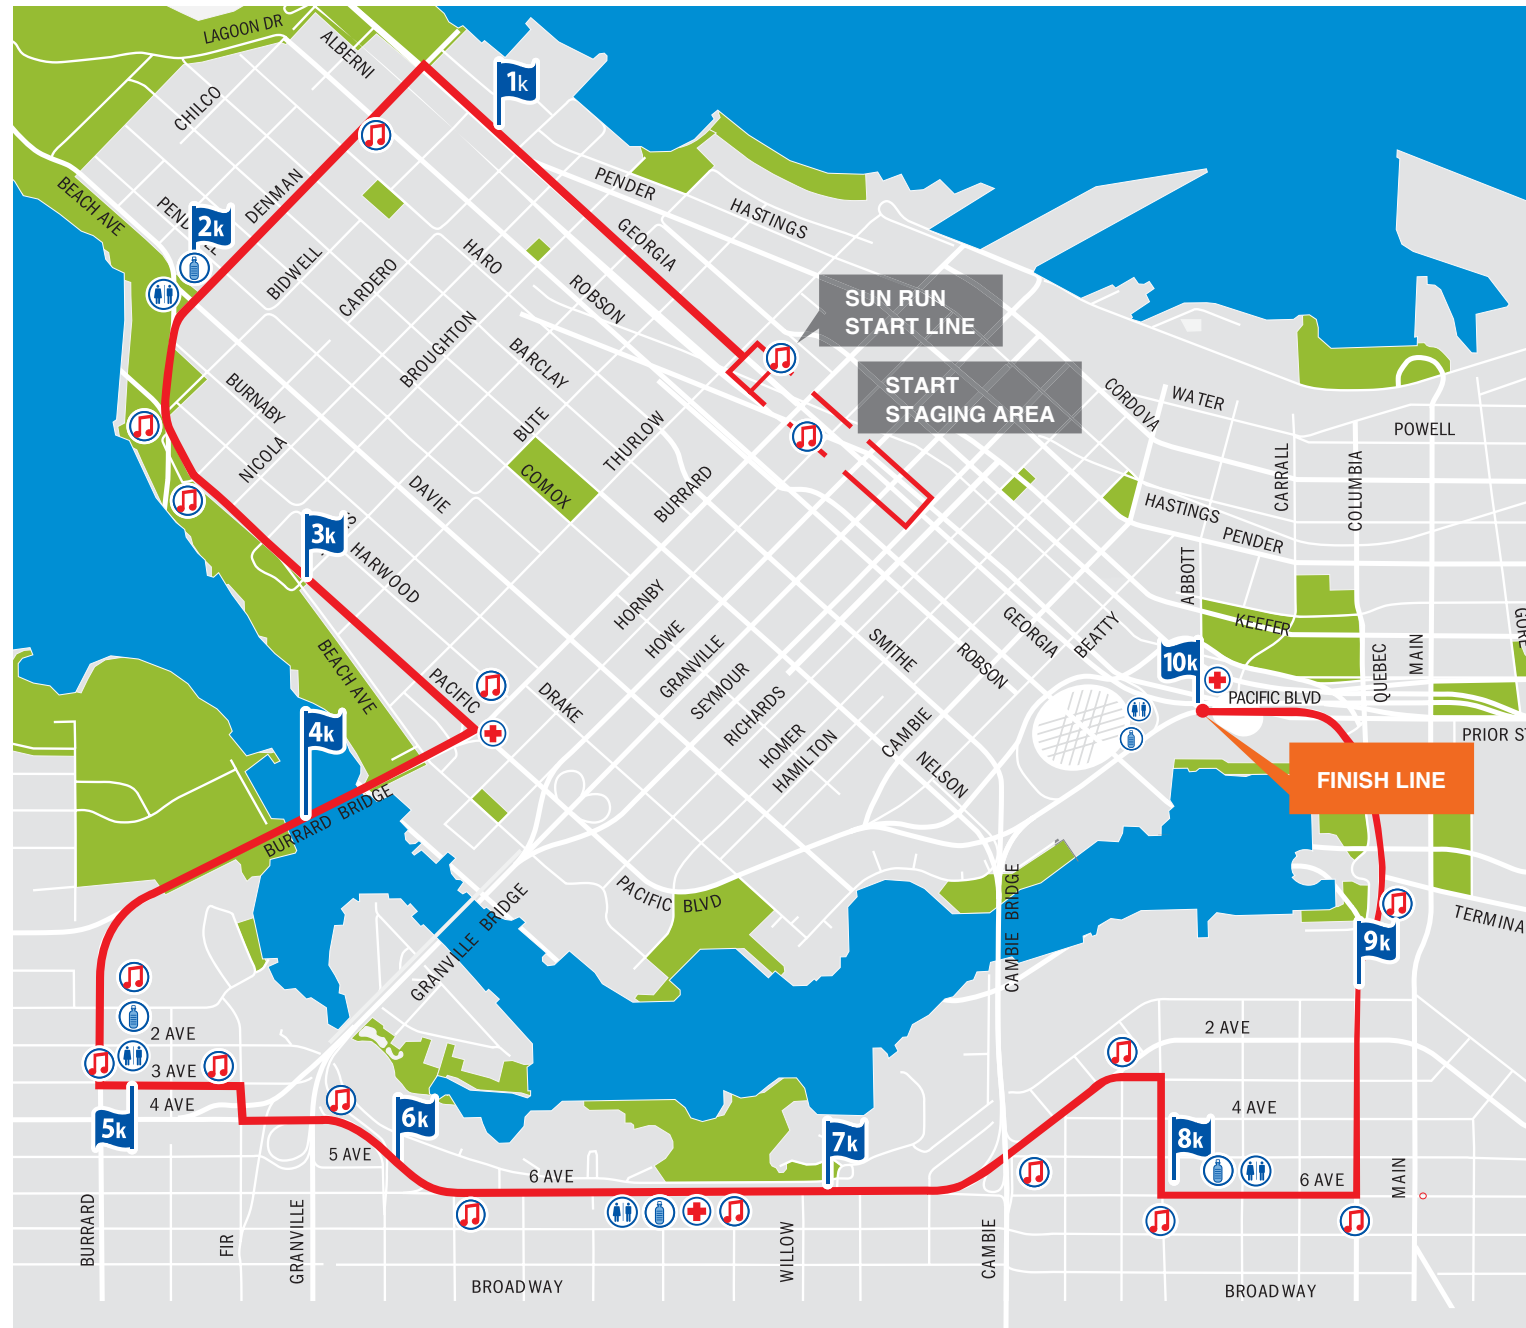 LAGOON DR
ALBERNI
1k
CHILCO
DENMAN
BEACH AVE
2k
PENDER
HASTINGS
GEORGIA
HARO
BIDWELL
CARDERO
ROBSON
SUN RUN
START LINE
BROUGHTON
BARCLAY
START
STAGING AREA
BURNABY
CORDOVA
WATER
POWELL
BUTE
THURLOW
NICOLA
COMOX
DAVIE
BURRARD
CARRALL
COLUMBIA
HASTINGS
PENDER
3k
HARWOOD
ABBOTT
HORNBY
HOWE
GRANVILLE
SEYMOUR
RICHARDS
HOMER
HAMILTON
SMITHE
ROBSON
GEORGIA
BEATTY
KEEFER
QUEBEC
MAIN
10k
PACIFIC BLVD
BEACH AVE
PACIFIC
DRAKE
4k
CAMBIE
NELSON
PRIOR S
FINISH LINE
BURRARD BRIDGE
GRANVILLE BRIDGE
PACIFIC BLVD
CAMBIE BRIDGE
TERMINA
9k
2 AVE
3 AVE
4 AVE
5k
6k
5 AVE
6 AVE
7k
2 AVE
4 AVE
8k
6 AVE
MAIN
BURRARD
FIR
GRANVILLE
WILLOW
CAMBIE
BROADWAY
BROADWAY